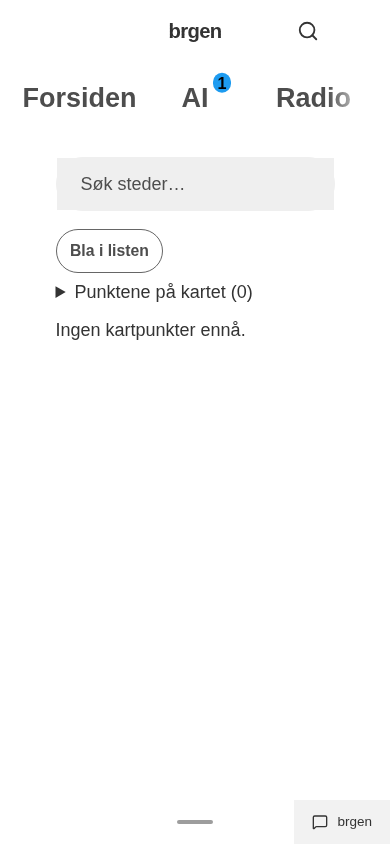 brgen
Forsiden AI 1 Radio
Søk steder…
Bla i listen
Punktene på kartet (0)
Ingen kartpunkter ennå.
brgen